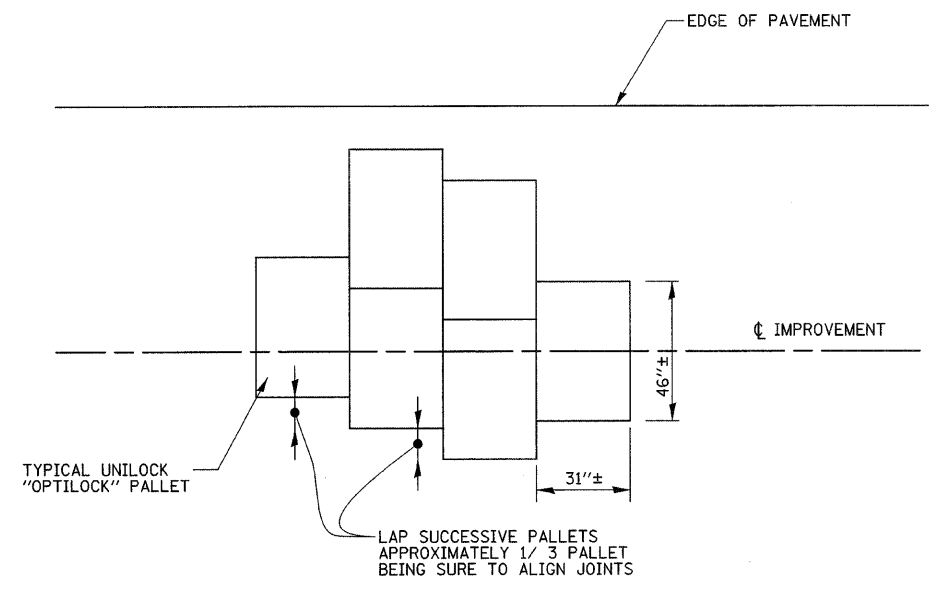 EDGE OF PAVEMENT
℄ IMPROVEMENT
46"±
31"±
TYPICAL UNILOCK
"OPTILOCK" PALLET
LAP SUCCESSIVE PALLETS
APPROXIMATELY 1/ 3 PALLET
BEING SURE TO ALIGN JOINTS